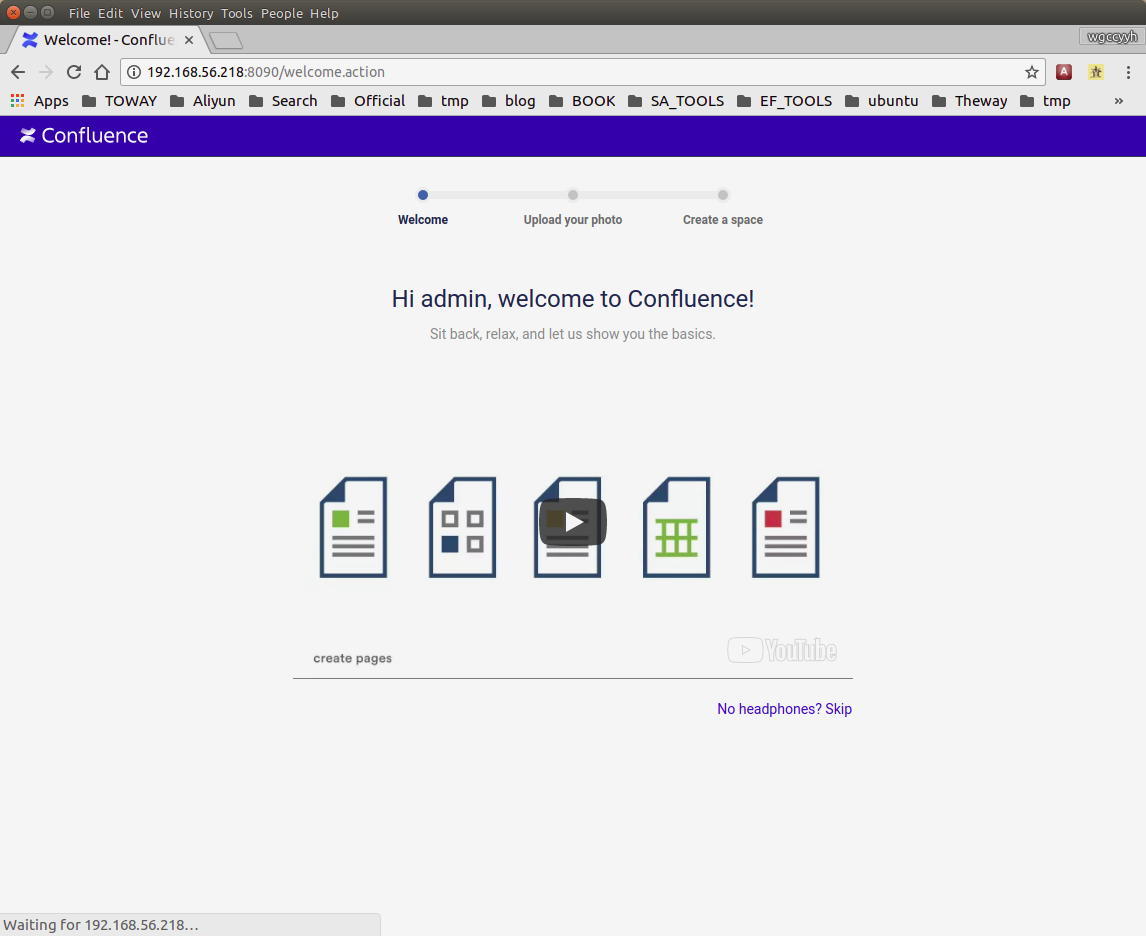 File Edit View History Tools People Help
Welcome! - Conflue
wgccyyh
192.168.56.218:8090/welcome.action
A
Apps TOWAY Aliyun Search Official tmp blog BOOK SA_TOOLS EF_TOOLS ubuntu Theway tmp »
Confluence
Welcome Upload your photo Create a space
Hi admin, welcome to Confluence!
Sit back, relax, and let us show you the basics.
create pages
YouTube
No headphones? Skip
Waiting for 192.168.56.218...